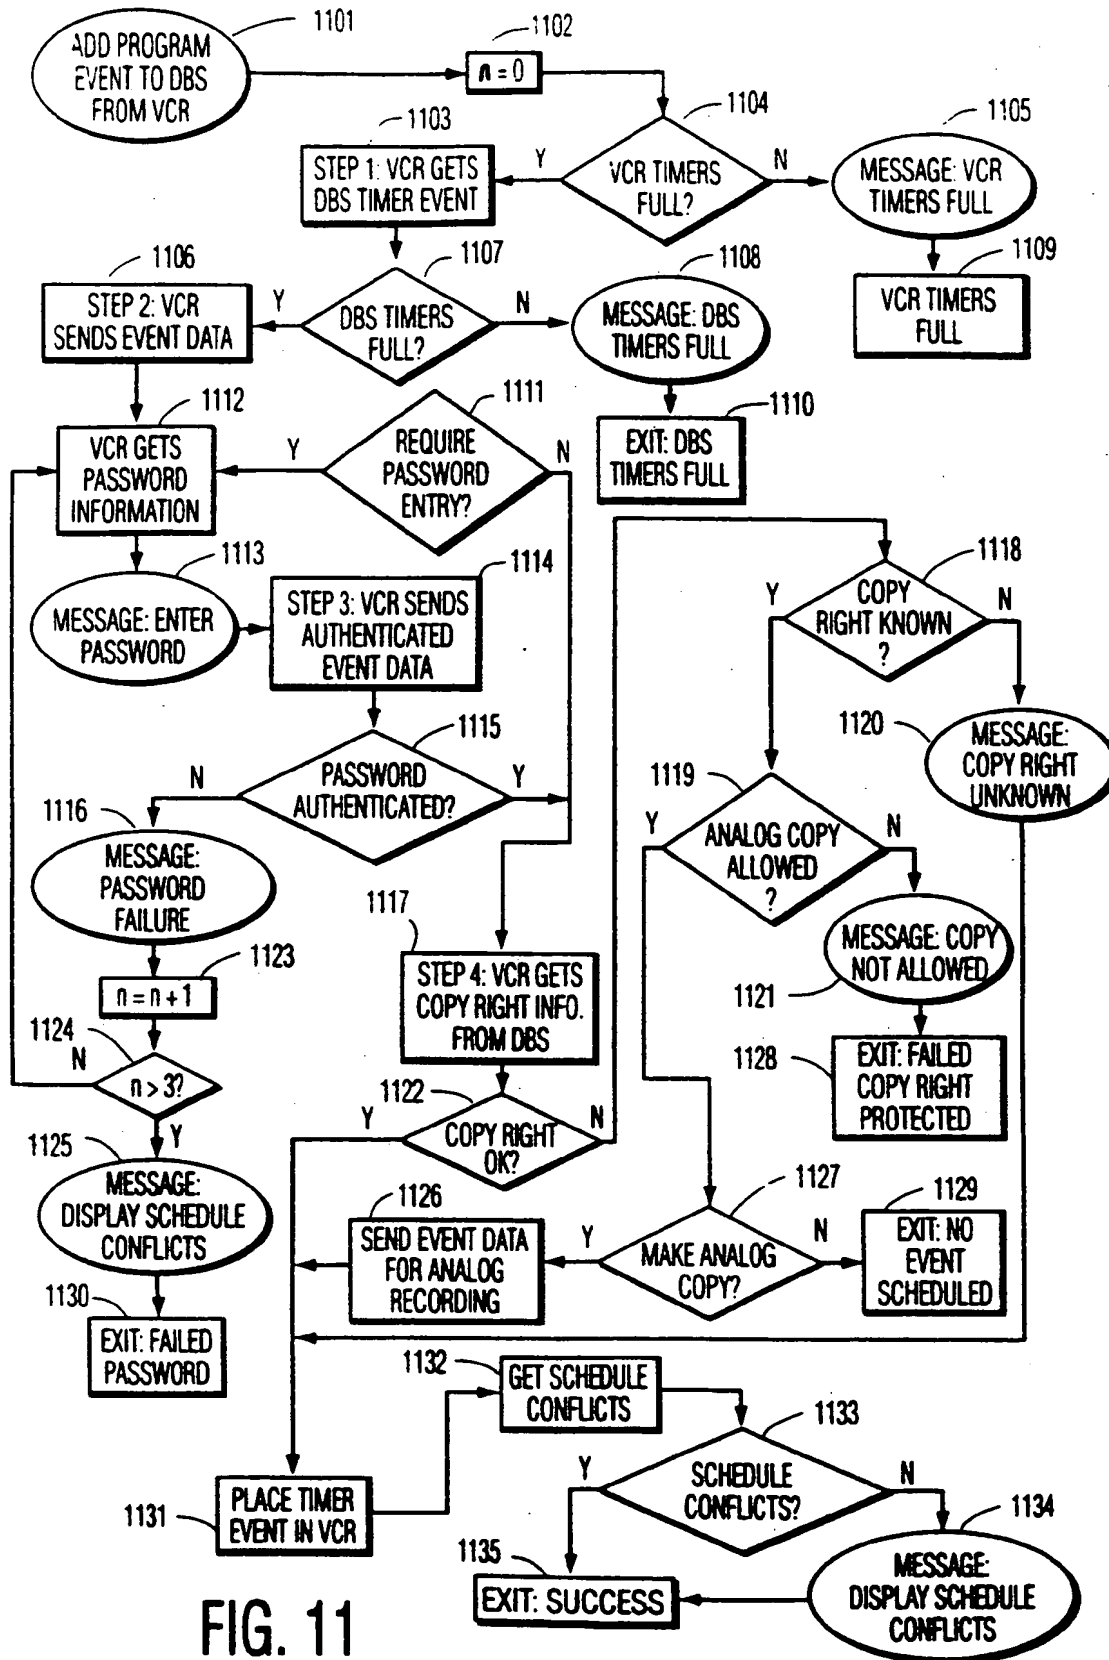 1101
ADD PROGRAM
EVENT TO DBS
FROM VCR
1102
n = 0
1103
STEP 1: VCR GETS
DBS TIMER EVENT
Y
1104
VCR TIMERS
FULL?
N
1105
MESSAGE: VCR
TIMERS FULL
1106
STEP 2: VCR
SENDS EVENT DATA
Y
1107
DBS TIMERS
FULL?
N
1108
MESSAGE: DBS
TIMERS FULL
1109
VCR TIMERS
FULL
1110
EXIT: DBS
TIMERS FULL
1112
VCR GETS
PASSWORD
INFORMATION
Y
1111
REQUIRE
PASSWORD
ENTRY?
N
1113
MESSAGE: ENTER
PASSWORD
1114
STEP 3: VCR SENDS
AUTHENTICATED
EVENT DATA
Y
1118
COPY
RIGHT KNOWN
?
N
1115
PASSWORD
AUTHENTICATED?
N
Y
1120
MESSAGE:
COPY RIGHT
UNKNOWN
1116
MESSAGE:
PASSWORD
FAILURE
1119
Y
ANALOG COPY
ALLOWED
?
N
1117
STEP 4: VCR GETS
COPY RIGHT INFO.
FROM DBS
MESSAGE: COPY
NOT ALLOWED
1121
1123
n = n + 1
1124
N
n > 3?
Y
1128
EXIT: FAILED
COPY RIGHT
PROTECTED
1122
Y
COPY RIGHT
OK?
N
1125
MESSAGE:
DISPLAY SCHEDULE
CONFLICTS
1126
SEND EVENT DATA
FOR ANALOG
RECORDING
Y
1127
MAKE ANALOG
COPY?
N
1129
EXIT: NO
EVENT
SCHEDULED
1130
EXIT: FAILED
PASSWORD
1132
GET SCHEDULE
CONFLICTS
1133
Y
SCHEDULE
CONFLICTS?
N
1131
PLACE TIMER
EVENT IN VCR
1134
MESSAGE:
DISPLAY SCHEDULE
CONFLICTS
1135
EXIT: SUCCESS
FIG. 11